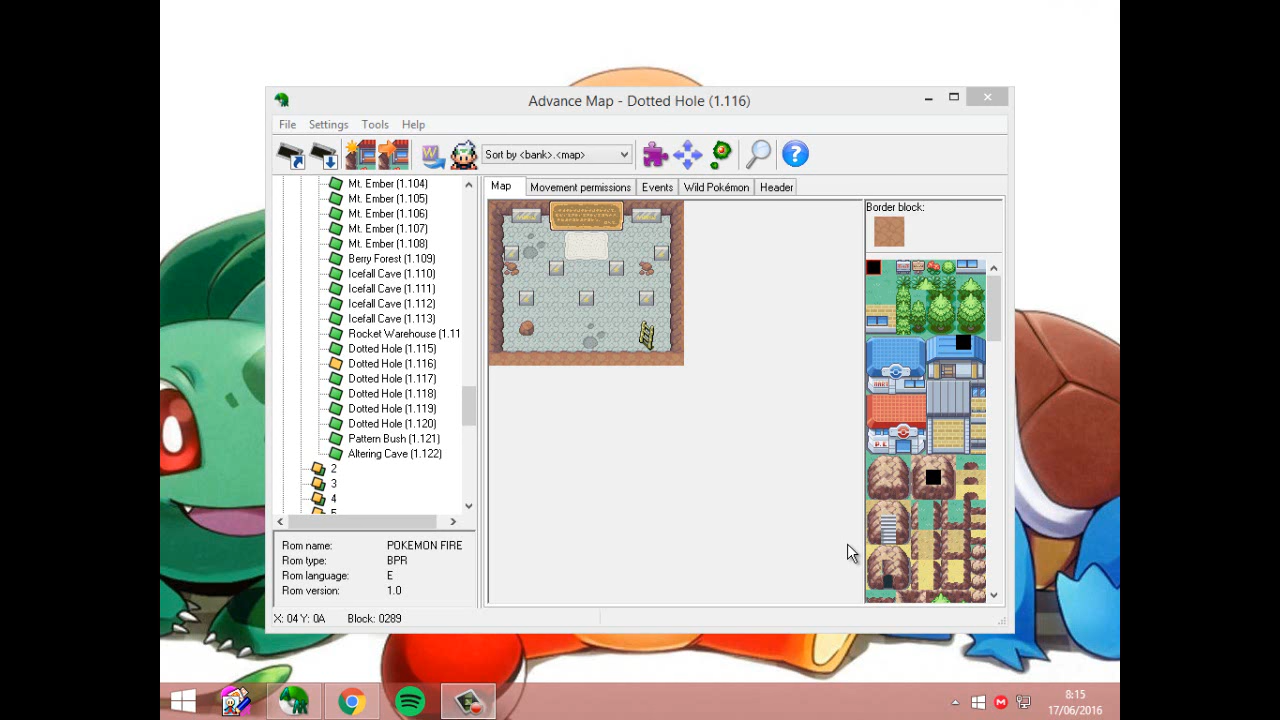 Advance Map - Dotted Hole (1.116)
File Settings Tools Help
Sort by <bank>.<map>
Map Movement permissions Events Wild Pokémon Header
Mt. Ember (1.104)
Mt. Ember (1.105)
Mt. Ember (1.106)
Mt. Ember (1.107)
Mt. Ember (1.108)
Berry Forest (1.109)
Icefall Cave (1.110)
Icefall Cave (1.111)
Icefall Cave (1.112)
Icefall Cave (1.113)
Rocket Warehouse (1.11
Dotted Hole (1.115)
Dotted Hole (1.116)
Dotted Hole (1.117)
Dotted Hole (1.118)
Dotted Hole (1.119)
Dotted Hole (1.120)
Pattern Bush (1.121)
Altering Cave (1.122)
2
3
4
Border block:
MART
P.C
Rom name: POKEMON FIRE
Rom type: BPR
Rom language: E
Rom version: 1.0
X: 04 Y: 0A Block: 0289
8:15
17/06/2016